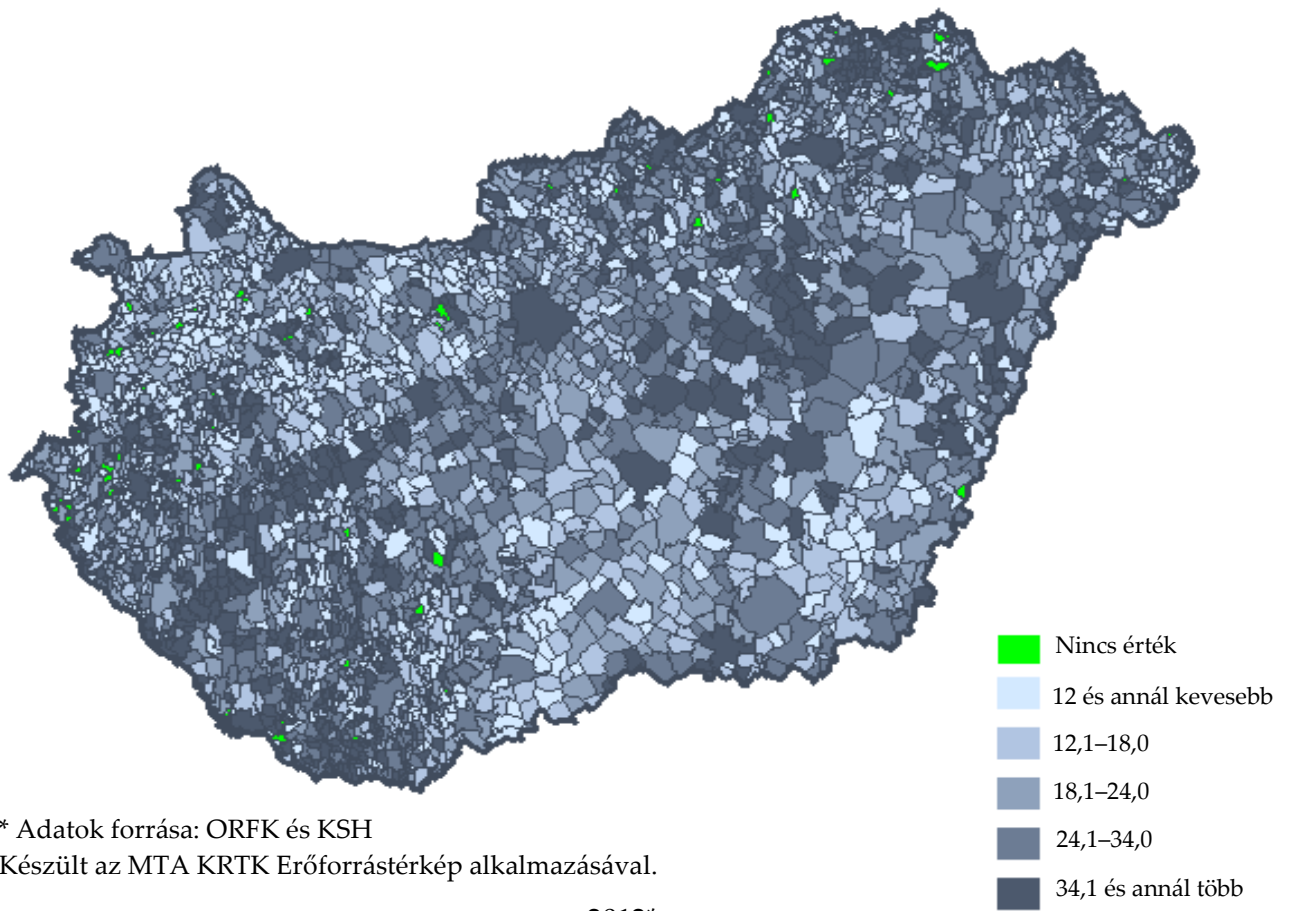 Nincs érték
12 és annál kevesebb
12,1–18,0
18,1–24,0
24,1–34,0
34,1 és annál több
* Adatok forrása: ORFK és KSH
Készült az MTA KRTK Erőforrástérkép alkalmazásával.